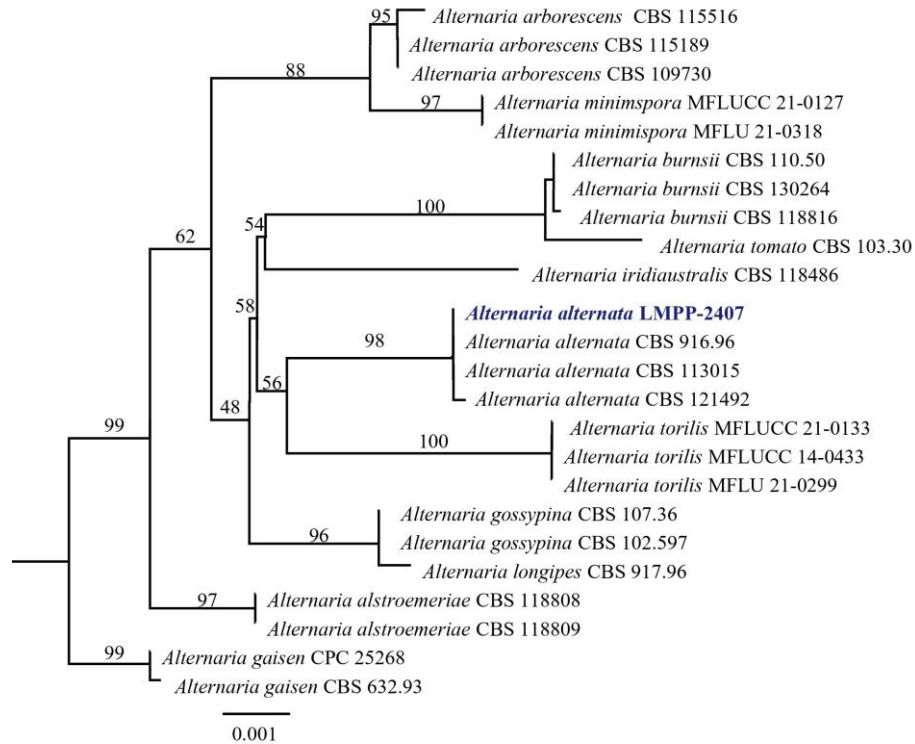 95
Alternaria arborescens CBS 115516
Alternaria arborescens CBS 115189
Alternaria arborescens CBS 109730
88
97
Alternaria minimspora MFLUCC 21-0127
Alternaria minimispora MFLU 21-0318
Alternaria burnsii CBS 110.50
Alternaria burnsii CBS 130264
100
Alternaria burnsii CBS 118816
54
62
Alternaria tomato CBS 103.30
Alternaria iridiaustralis CBS 118486
58
Alternaria alternata LMPP-2407
98
Alternaria alternata CBS 916.96
Alternaria alternata CBS 113015
56
Alternaria alternata CBS 121492
48
99
Alternaria torilis MFLUCC 21-0133
100
Alternaria torilis MFLUCC 14-0433
Alternaria torilis MFLU 21-0299
Alternaria gossypina CBS 107.36
96
Alternaria gossypina CBS 102.597
Alternaria longipes CBS 917.96
97
Alternaria alstroemeriae CBS 118808
Alternaria alstroemeriae CBS 118809
99
Alternaria gaisen CPC 25268
Alternaria gaisen CBS 632.93
0.001